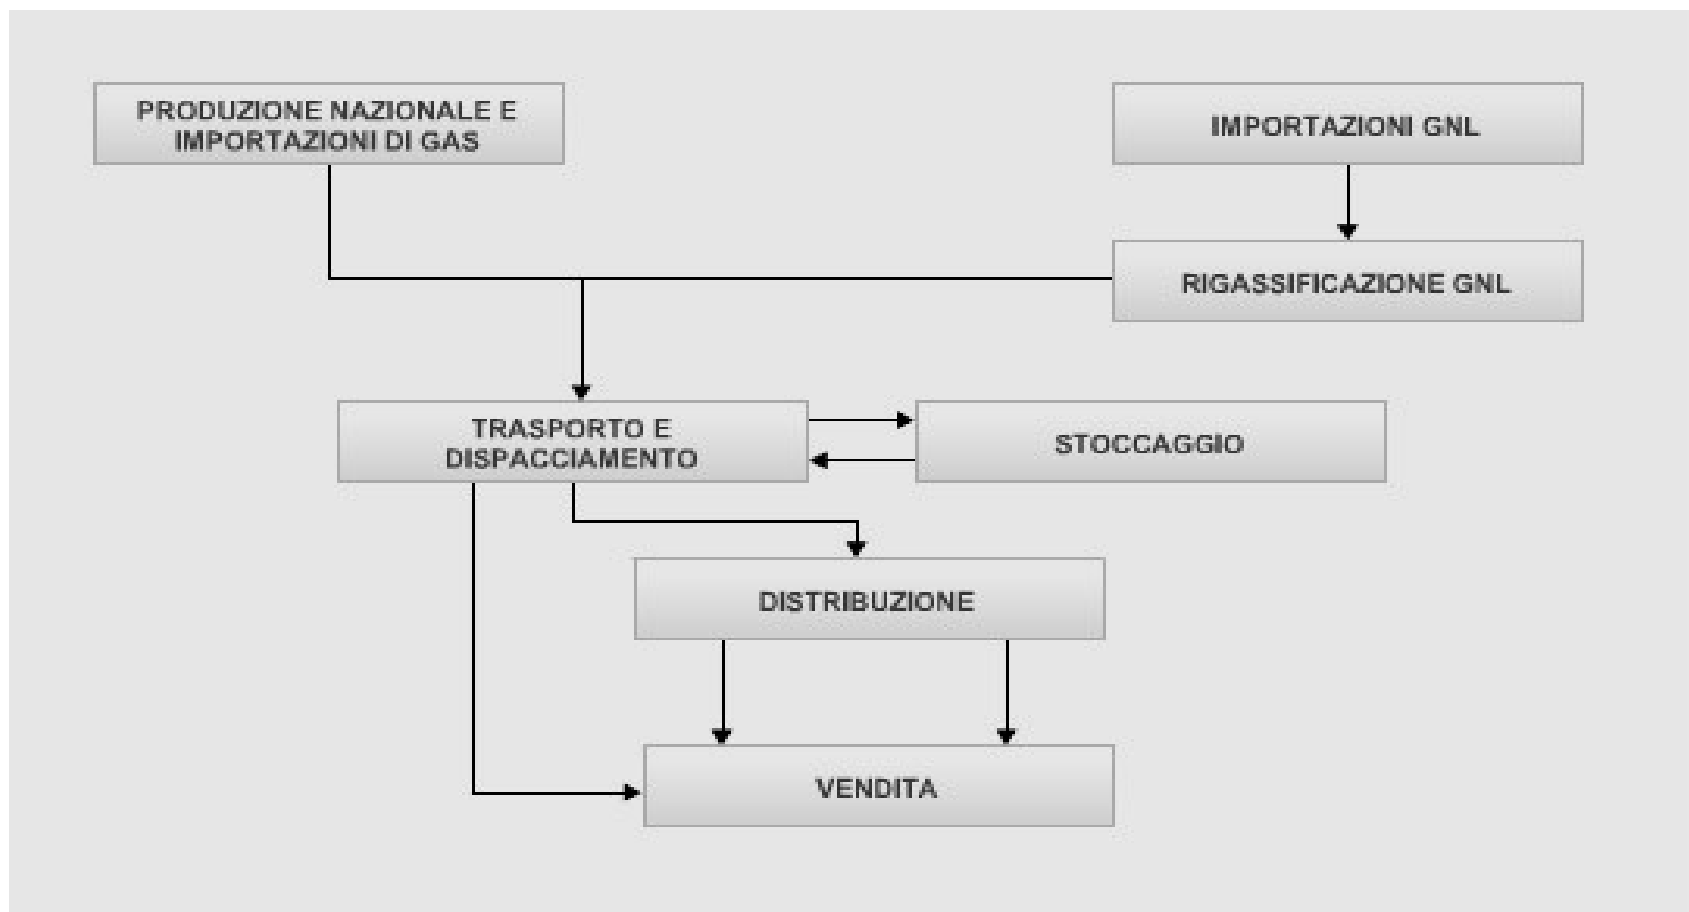 PRODUZIONE NAZIONALE E
IMPORTAZIONI DI GAS
IMPORTAZIONI GNL
RIGASSIFICAZIONE GNL
TRASPORTO E
DISPACCIAMENTO
STOCCAGGIO
DISTRIBUZIONE
VENDITA